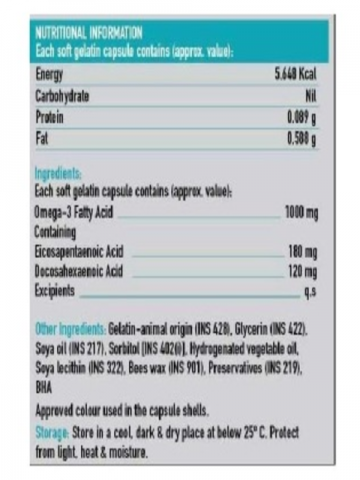 NUTRITIONAL INFORMATION
Each soft gelatin capsule contains (approx. value):
Energy 5.648 Kcal
Carbohydrate Nil
Protein 0.089 g
Fat 0.588 g
Ingredients:
Each soft gelatin capsule contains (approx. value):
Omega-3 Fatty Acid 1000 mg
Containing
Eicosapentaenoic Acid 180 mg
Docosahexaenoic Acid 120 mg
Excipients q.s
Other Ingredients: Gelatin-animal origin (INS 428), Glycerin (INS 422),
Soya oil (INS 217), Sorbitol [INS 402(i)], Hydrogenated vegetable oil,
Soya lecithin (INS 322), Bees wax (INS 901), Preservatives (INS 219),
BHA
Approved colour used in the capsule shells.
Storage: Store in a cool, dark & dry place at below 25° C. Protect
from light, heat & moisture.